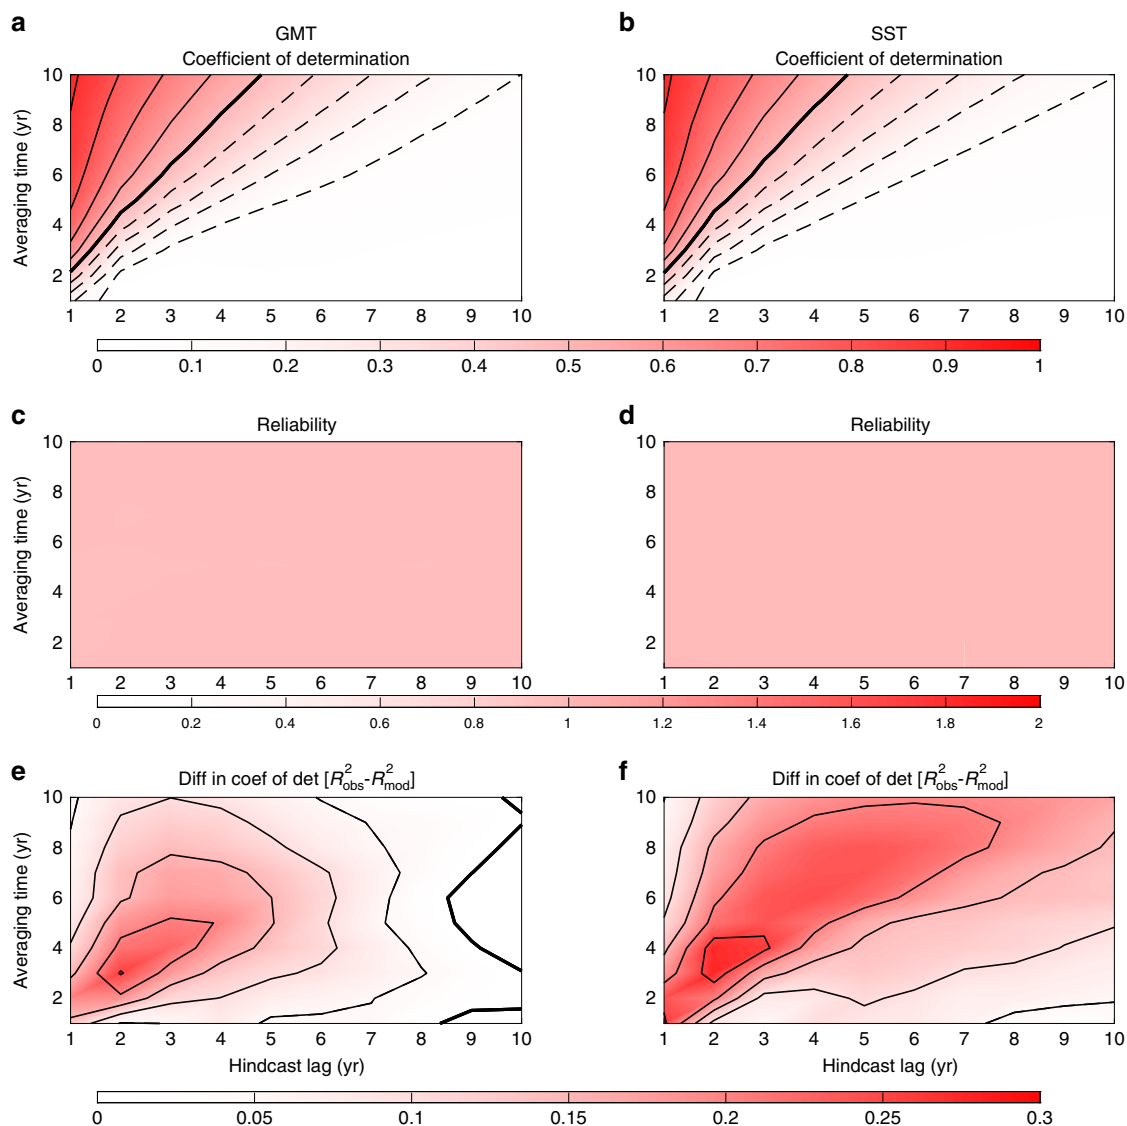 a
GMT
Coefficient of determination
10
8
6
4
2
Averaging time (yr)
1 2 3 4 5 6 7 8 9 10
b
SST
Coefficient of determination
10
8
6
4
2
1 2 3 4 5 6 7 8 9 10
0 0.1 0.2 0.3 0.4 0.5 0.6 0.7 0.8 0.9 1
c
Reliability
10
8
6
4
2
Averaging time (yr)
1 2 3 4 5 6 7 8 9 10
d
Reliability
10
8
6
4
2
1 2 3 4 5 6 7 8 9 10
0 0.2 0.4 0.6 0.8 1 1.2 1.4 1.6 1.8 2
e
Diff in coef of det [R²obs-R²mod]
10
8
6
4
2
Averaging time (yr)
1 2 3 4 5 6 7 8 9 10
Hindcast lag (yr)
f
Diff in coef of det [R²obs-R²mod]
10
8
6
4
2
1 2 3 4 5 6 7 8 9 10
Hindcast lag (yr)
0 0.05 0.1 0.15 0.2 0.25 0.3